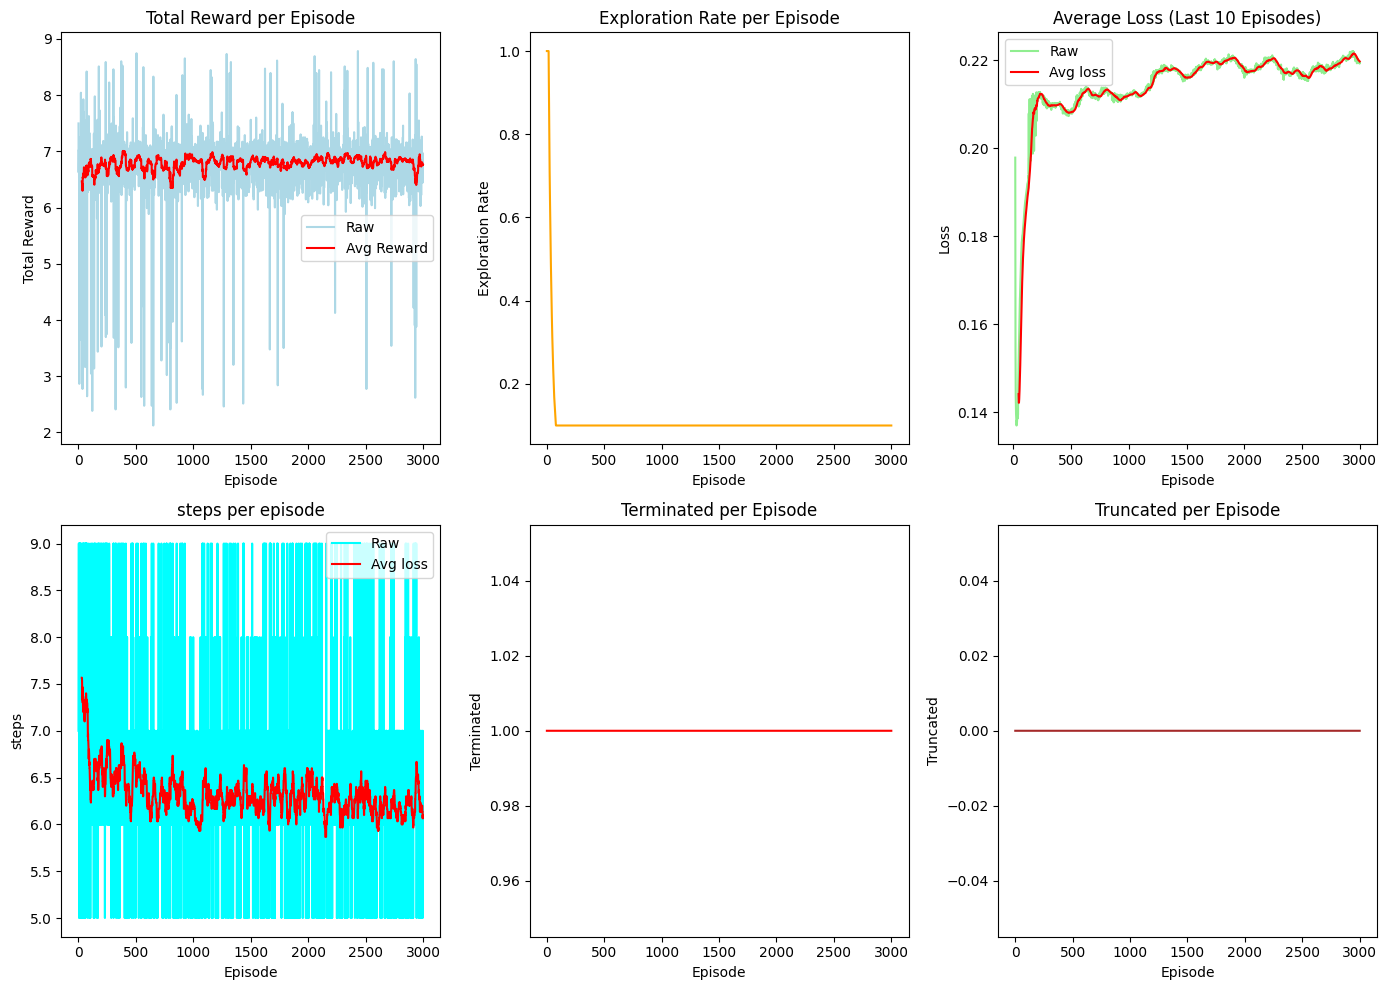 Total Reward per Episode
9
8
7
6
5
4
3
2
Total Reward
Raw
Avg Reward
0 500 1000 1500 2000 2500 3000
Episode
Exploration Rate per Episode
1.0
0.8
0.6
0.4
0.2
Exploration Rate
0 500 1000 1500 2000 2500 3000
Episode
Average Loss (Last 10 Episodes)
Raw
Avg loss
0.22
0.20
0.18
0.16
0.14
Loss
0 500 1000 1500 2000 2500 3000
Episode
steps per episode
Raw
Avg loss
9.0
8.5
8.0
7.5
7.0
6.5
6.0
5.5
5.0
steps
0 500 1000 1500 2000 2500 3000
Episode
Terminated per Episode
1.04
1.02
1.00
0.98
0.96
Terminated
0 500 1000 1500 2000 2500 3000
Episode
Truncated per Episode
0.04
0.02
0.00
−0.02
−0.04
Truncated
0 500 1000 1500 2000 2500 3000
Episode